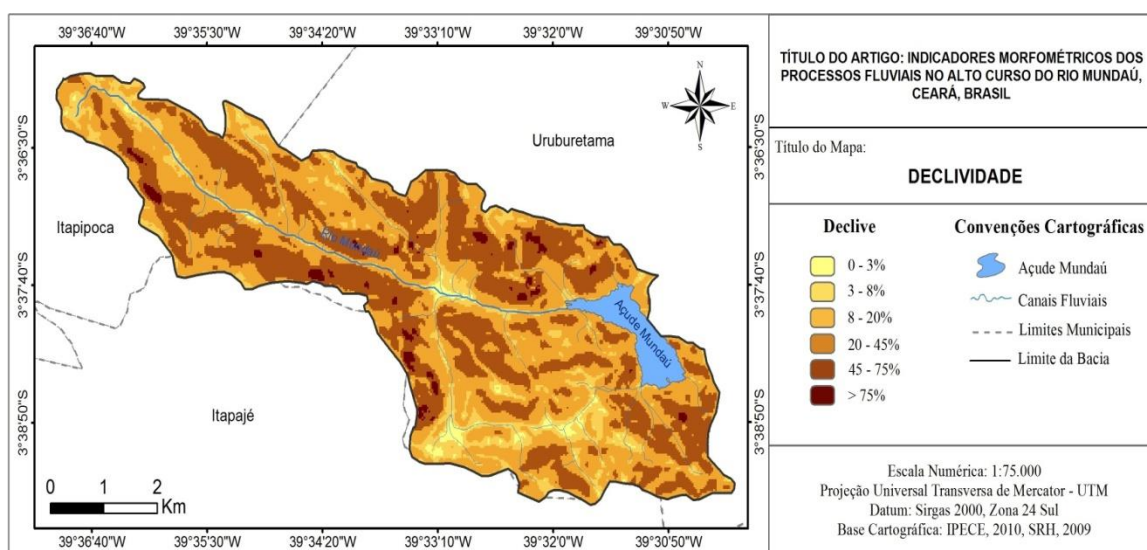 39°36'40"W 39°35'30"W 39°34'20"W 39°33'10"W 39°32'0"W 39°30'50"W
3°36'30"S
3°37'40"S
3°38'50"S
N
W E
S
Uruburetama
Itapipoca
Rio Mundaú
Açude Mundaú
Itapajé
0 1 2
Km
3°36'30"S
3°37'40"S
3°38'50"S
39°36'40"W 39°35'30"W 39°34'20"W 39°33'10"W 39°32'0"W 39°30'50"W
TÍTULO DO ARTIGO: INDICADORES MORFOMÉTRICOS DOS
PROCESSOS FLUVIAIS NO ALTO CURSO DO RIO MUNDAÚ,
CEARÁ, BRASIL
Título do Mapa:
DECLIVIDADE
Declive
0 - 3%
3 - 8%
8 - 20%
20 - 45%
45 - 75%
> 75%
Convenções Cartográficas
Açude Mundaú
Canais Fluviais
Limites Municipais
Limite da Bacia
Escala Numérica: 1:75.000
Projeção Universal Transversa de Mercator - UTM
Datum: Sirgas 2000, Zona 24 Sul
Base Cartográfica: IPECE, 2010, SRH, 2009